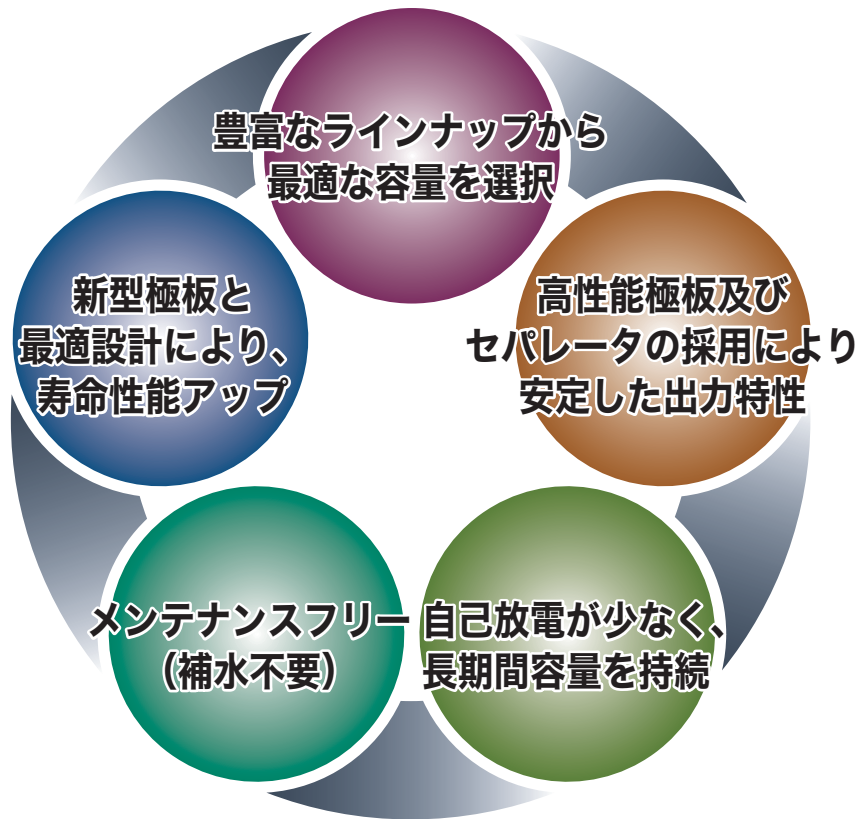 豊富なラインナップから
最適な容量を選択
高性能極板及び
セパレータの採用により
安定した出力特性
自己放電が少なく、
長期間容量を持続
メンテナンスフリー
（補水不要）
新型極板と
最適設計により、
寿命性能アップ